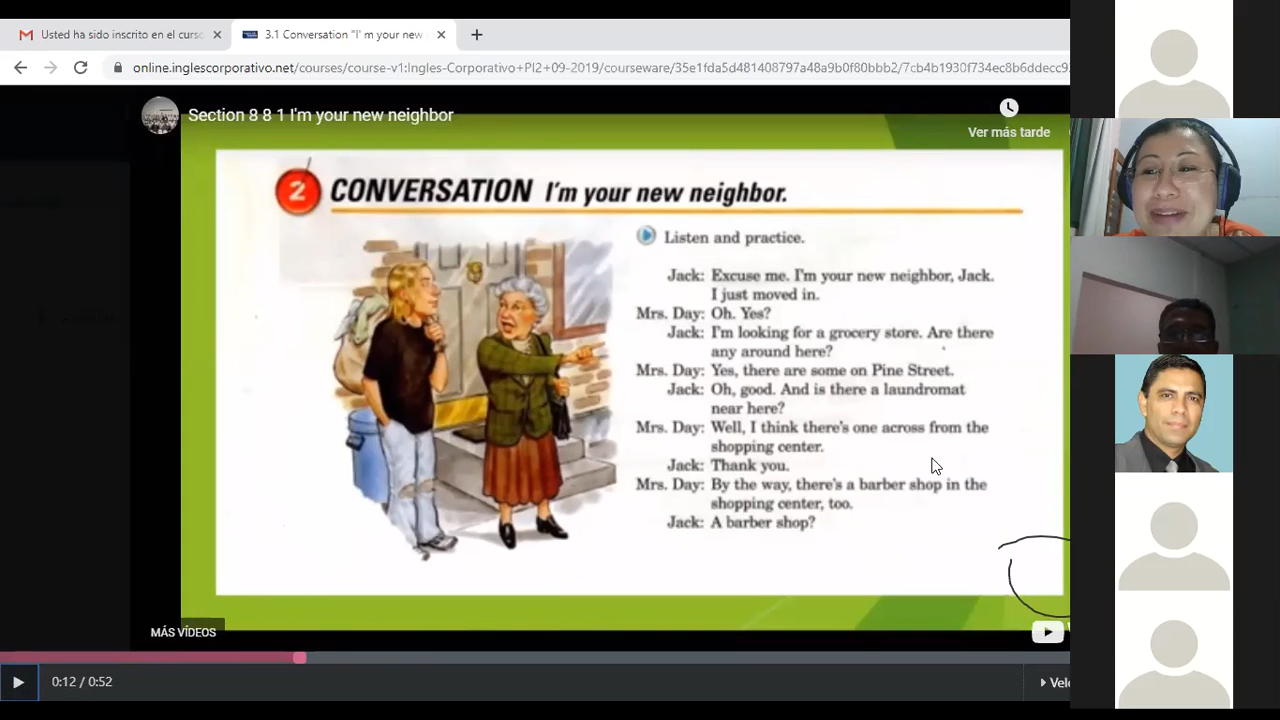 Usted ha sido inscrito en el curso
3.1 Conversation "I' m your new
online.inglescorporativo.net/courses/course-v1:Ingles-Corporativo+PI2+09-2019/courseware/35e1fda5d481408797a48a9b0f80bbb2/7cb4b1930f734ec8b6ddecc9
Section 8 8 1 I'm your new neighbor
Ver más tarde
2 CONVERSATION I'm your new neighbor.
Listen and practice.
Jack: Excuse me. I'm your new neighbor, Jack.
I just moved in.
Mrs. Day: Oh. Yes?
Jack: I'm looking for a grocery store. Are there
any around here?
Mrs. Day: Yes, there are some on Pine Street.
Jack: Oh, good. And is there a laundromat
near here?
Mrs. Day: Well, I think there's one across from the
shopping center.
Jack: Thank you.
Mrs. Day: By the way, there's a barber shop in the
shopping center, too.
Jack: A barber shop?
MÁS VÍDEOS
0:12 / 0:52
Velo